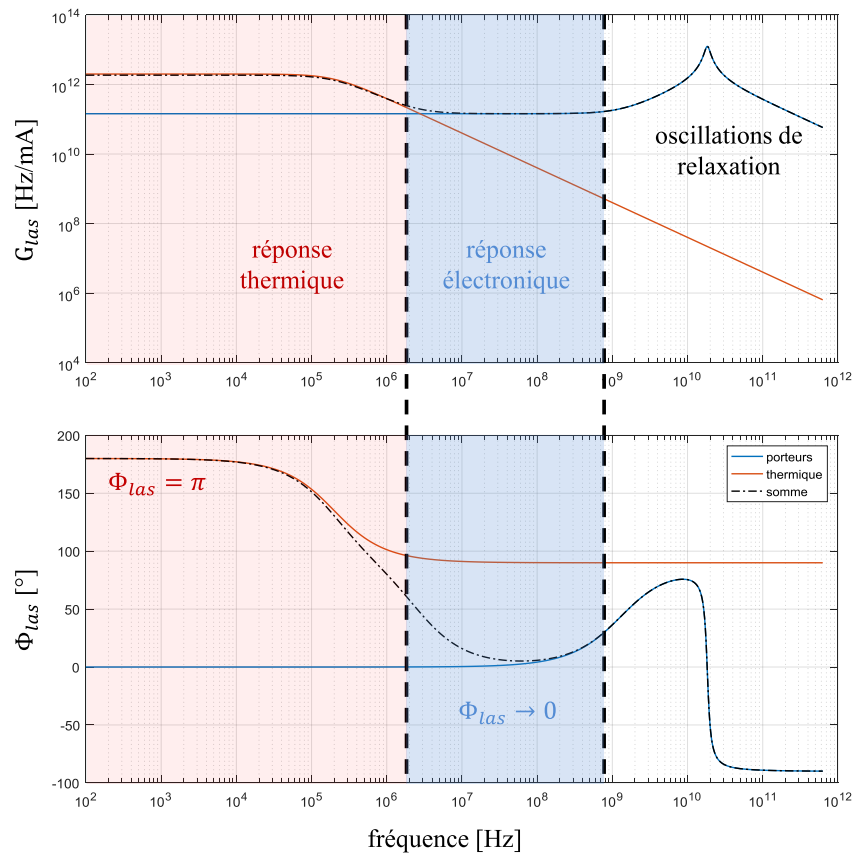 10^14
10^12
10^10
10^8
10^6
10^4
G_las [Hz/mA]
oscillations de
relaxation
réponse
thermique
réponse
électronique
10^2 10^3 10^4 10^5 10^6 10^7 10^8 10^9 10^10 10^11 10^12
200
150
100
50
0
-50
-100
Φ_las [°]
Φ_las = π
porteurs
thermique
somme
Φ_las → 0
10^2 10^3 10^4 10^5 10^6 10^7 10^8 10^9 10^10 10^11 10^12
fréquence [Hz]